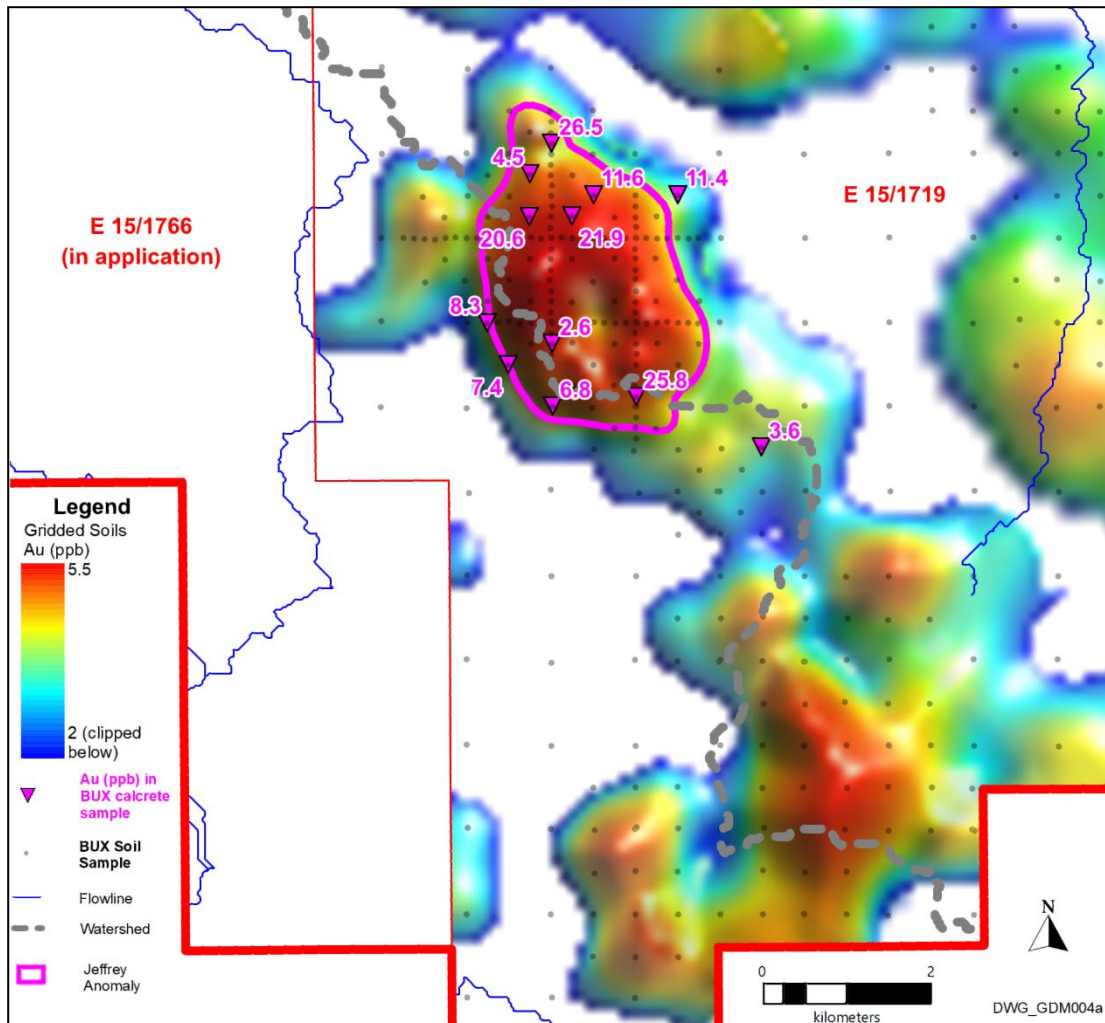 26.5
4.5
11.6
11.4
E 15/1766
(in application)
E 15/1719
20.6
21.9
8.3
2.6
7.4
6.8
25.8
3.6
Legend
Gridded Soils
Au (ppb)
5.5
2 (clipped
below)
Au (ppb) in
BUX calcrete
sample
BUX Soil
Sample
Flowline
Watershed
Jeffrey
Anomaly
N
0
2
kilometers
DWG_GDM004a